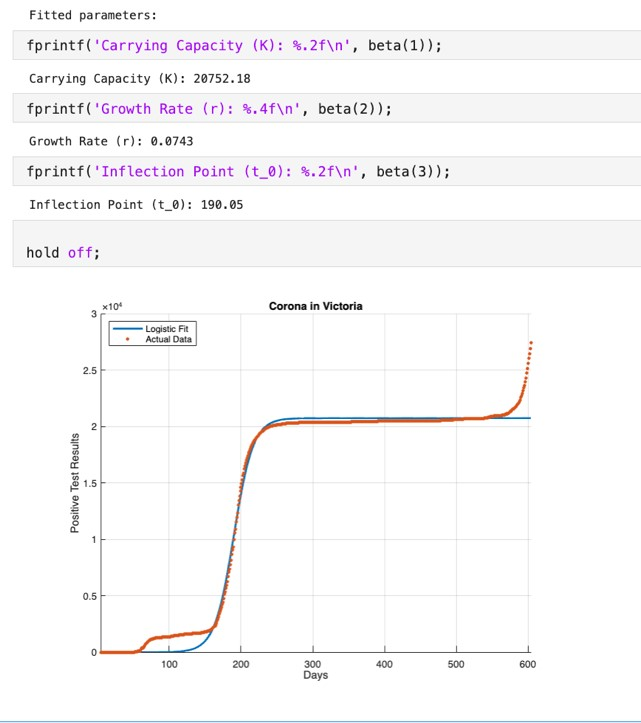 Fitted parameters:
fprintf('Carrying Capacity (K): %.2f\n', beta(1));
Carrying Capacity (K): 20752.18
fprintf('Growth Rate (r): %.4f\n', beta(2));
Growth Rate (r): 0.0743
fprintf('Inflection Point (t_0): %.2f\n', beta(3));
Inflection Point (t_0): 190.05
hold off;
Corona in Victoria
×10⁴
3
2.5
2
1.5
1
0.5
0
Positive Test Results
Logistic Fit
Actual Data
100 200 300 400 500 600
Days